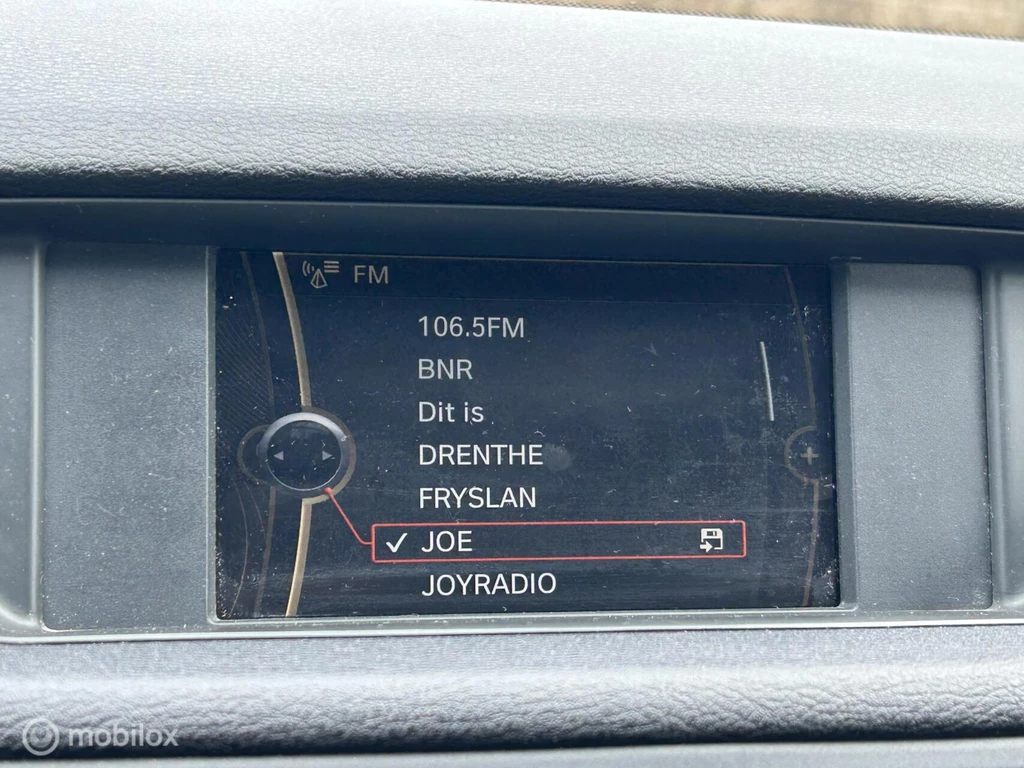 FM
106.5FM
BNR
Dit is
DRENTHE
FRYSLAN
JOE
JOYRADIO
mobilox